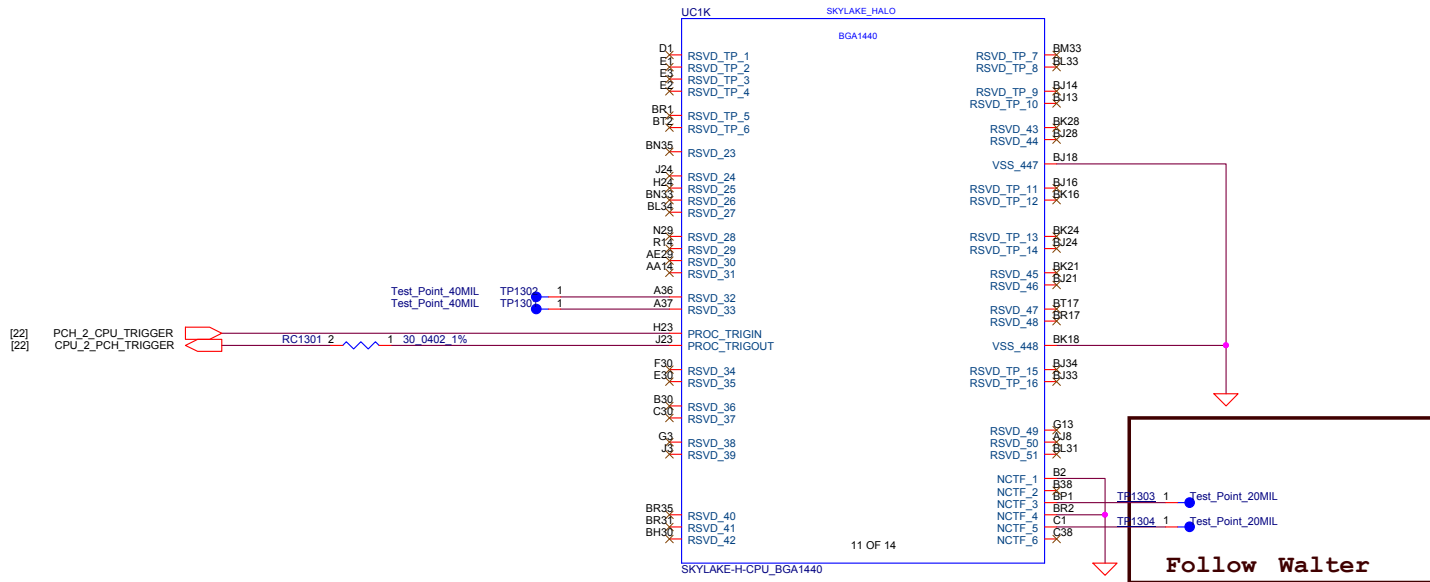 UC1K SKYLAKE_HALO
BGA1440
D1 RSVD_TP_1 RSVD_TP_7 BM33
E1 RSVD_TP_2 RSVD_TP_8 BL33
E3 RSVD_TP_3
E2 RSVD_TP_4 RSVD_TP_9 BJ14
RSVD_TP_10 BJ13
BR1 RSVD_TP_5
BT2 RSVD_TP_6 RSVD_43 BK28
RSVD_44 BJ28
BN35 RSVD_23
VSS_447 BJ18
J24 RSVD_24
H24 RSVD_25 RSVD_TP_11 BJ16
BN33 RSVD_26 RSVD_TP_12 BK16
BL34 RSVD_27
N29 RSVD_28 RSVD_TP_13 BK24
R14 RSVD_29 RSVD_TP_14 BJ24
AE29 RSVD_30
AA14 RSVD_31 RSVD_45 BK21
RSVD_46 BJ21
Test_Point_40MIL TP1302 1 A36 RSVD_32
Test_Point_40MIL 1 A37 RSVD_33 RSVD_47 BT17
RSVD_48 BR17
[22] PCH_2_CPU_TRIGGER H23 PROC_TRIGIN
[22] CPU_2_PCH_TRIGGER RC1301 2 1 30_0402_1% J23 PROC_TRIGOUT VSS_448 BK18
F30 RSVD_34 RSVD_TP_15 BJ34
E30 RSVD_35 RSVD_TP_16 BJ33
B30 RSVD_36
C30 RSVD_37
RSVD_49 G13
G3 RSVD_38 RSVD_50 AJ8
J3 RSVD_39 RSVD_51 BL31
NCTF_1 B2
NCTF_2 B38
NCTF_3 BP1 TP1303 1 Test_Point_20MIL
BR35 RSVD_40 NCTF_4 BR2
BR31 RSVD_41 NCTF_5 C1 TP1304 1 Test_Point_20MIL
BH30 RSVD_42 NCTF_6 C38
11 OF 14
SKYLAKE-H-CPU_BGA1440
Follow Walter